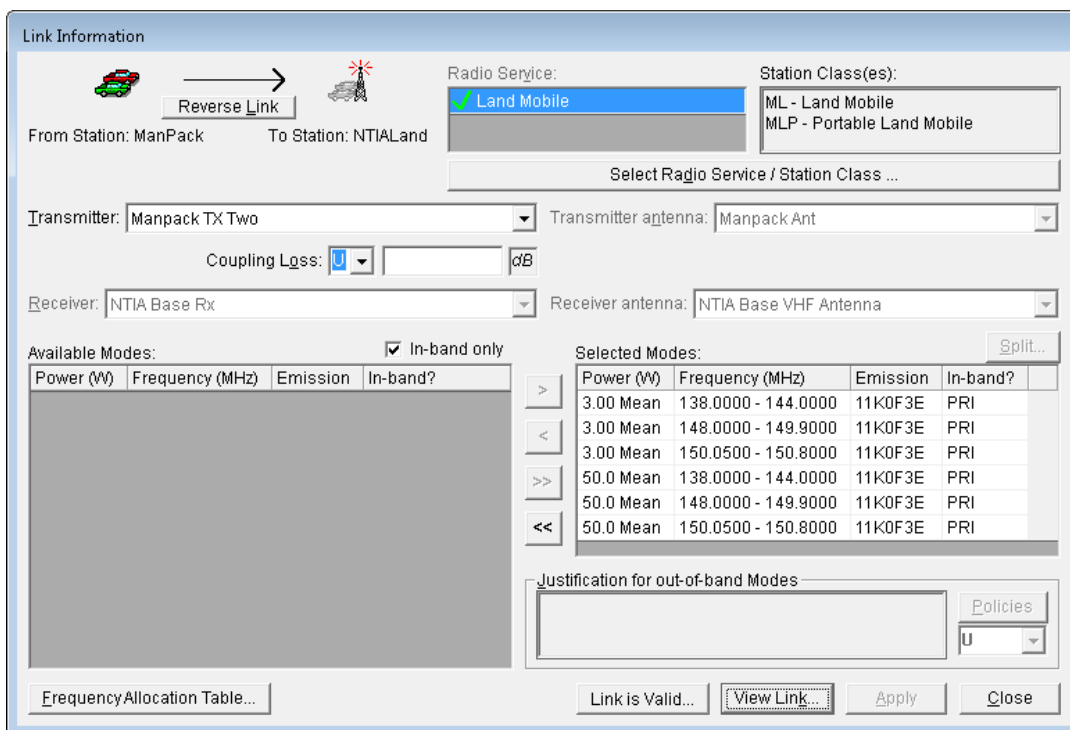 Link Information
Reverse Link
From Station: ManPack To Station: NTIALand
Radio Service:
Land Mobile
Station Class(es):
ML - Land Mobile
MLP - Portable Land Mobile
Select Radio Service / Station Class ...
Transmitter: Manpack TX Two Transmitter antenna: Manpack Ant
Coupling Loss: U dB
Receiver: NTIA Base Rx Receiver antenna: NTIA Base VHF Antenna
Available Modes: In-band only
Power (W) Frequency (MHz) Emission In-band?
>
<
>>
<<
Selected Modes: Split...
Power (W) Frequency (MHz) Emission In-band?
3.00 Mean 138.0000 - 144.0000 11K0F3E PRI
3.00 Mean 148.0000 - 149.9000 11K0F3E PRI
3.00 Mean 150.0500 - 150.8000 11K0F3E PRI
50.0 Mean 138.0000 - 144.0000 11K0F3E PRI
50.0 Mean 148.0000 - 149.9000 11K0F3E PRI
50.0 Mean 150.0500 - 150.8000 11K0F3E PRI
Justification for out-of-band Modes
Policies
U
Frequency Allocation Table... Link is Valid... View Link... Apply Close